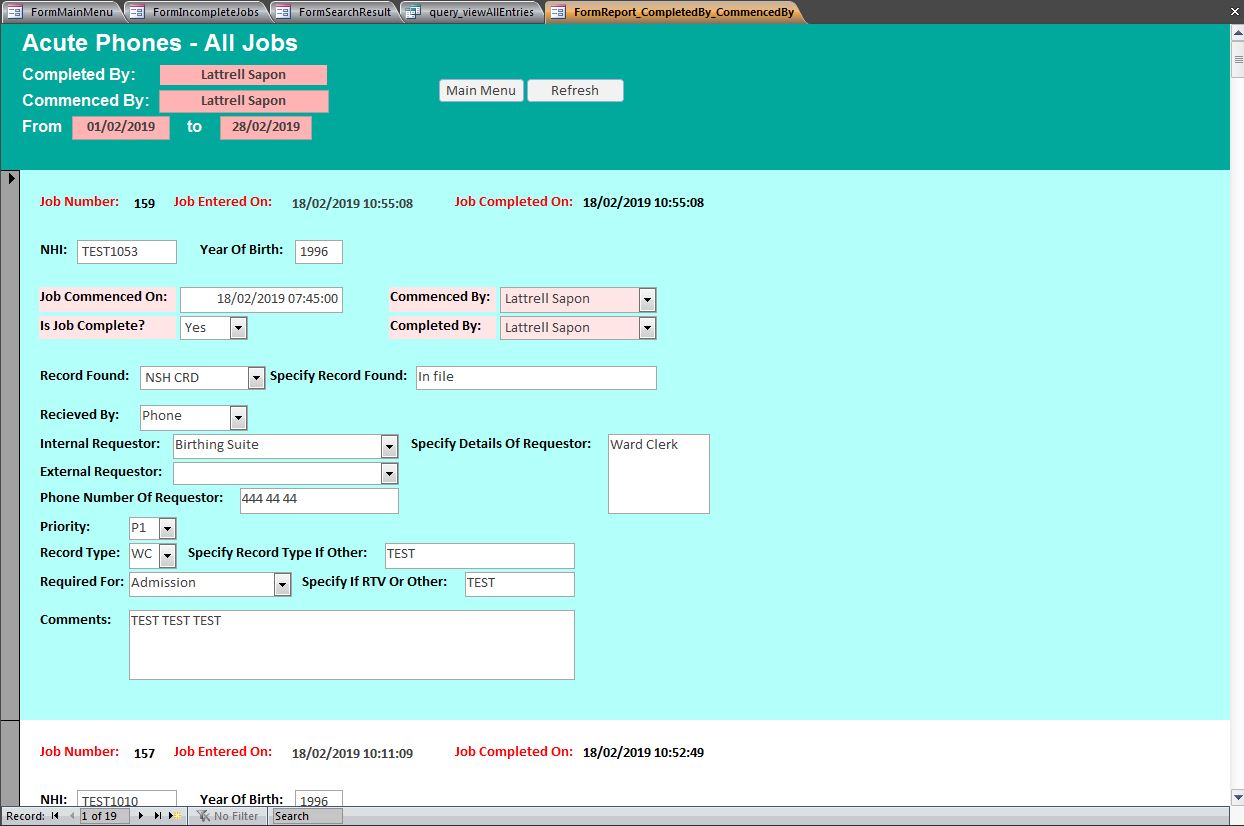 FormMainMenu FormIncompleteJobs FormSearchResult query_viewAllEntries FormReport_CompletedBy_CommencedBy
Acute Phones - All Jobs
Completed By: Lattrell Sapon
Commenced By: Lattrell Sapon
Main Menu Refresh
From 01/02/2019 to 28/02/2019
Job Number: 159 Job Entered On: 18/02/2019 10:55:08 Job Completed On: 18/02/2019 10:55:08
NHI: TEST1053 Year Of Birth: 1996
Job Commenced On: 18/02/2019 07:45:00 Commenced By: Lattrell Sapon
Is Job Complete? Yes Completed By: Lattrell Sapon
Record Found: NSH CRD Specify Record Found: In file
Recieved By: Phone
Internal Requestor: Birthing Suite Specify Details Of Requestor: Ward Clerk
External Requestor:
Phone Number Of Requestor: 444 44 44
Priority: P1
Record Type: WC Specify Record Type If Other: TEST
Required For: Admission Specify If RTV Or Other: TEST
Comments: TEST TEST TEST
Job Number: 157 Job Entered On: 18/02/2019 10:11:09 Job Completed On: 18/02/2019 10:52:49
NHI: TEST1010 Year Of Birth: 1996
Record: 1 of 19 No Filter Search